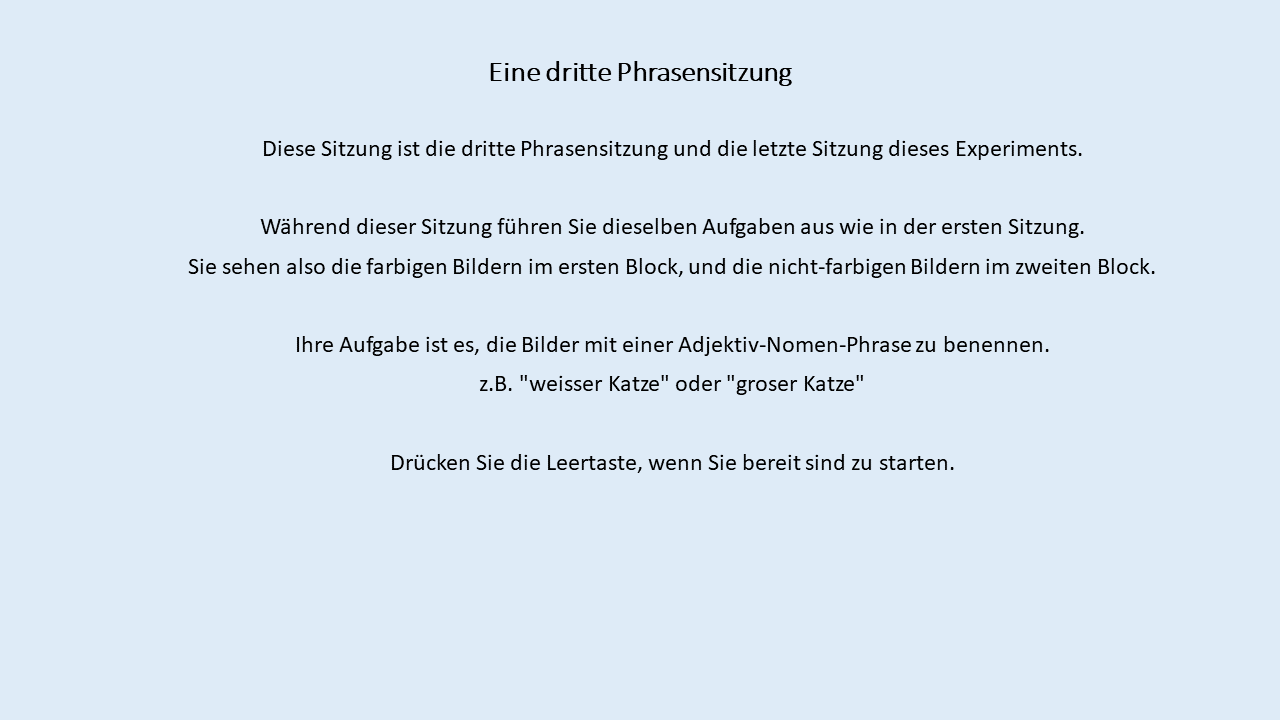 Eine dritte Phrasensitzung
Diese Sitzung ist die dritte Phrasensitzung und die letzte Sitzung dieses Experiments.
Während dieser Sitzung führen Sie dieselben Aufgaben aus wie in der ersten Sitzung.
Sie sehen also die farbigen Bildern im ersten Block, und die nicht-farbigen Bildern im zweiten Block.
Ihre Aufgabe ist es, die Bilder mit einer Adjektiv-Nomen-Phrase zu benennen.
z.B. "weisser Katze" oder "groser Katze"
Drücken Sie die Leertaste, wenn Sie bereit sind zu starten.